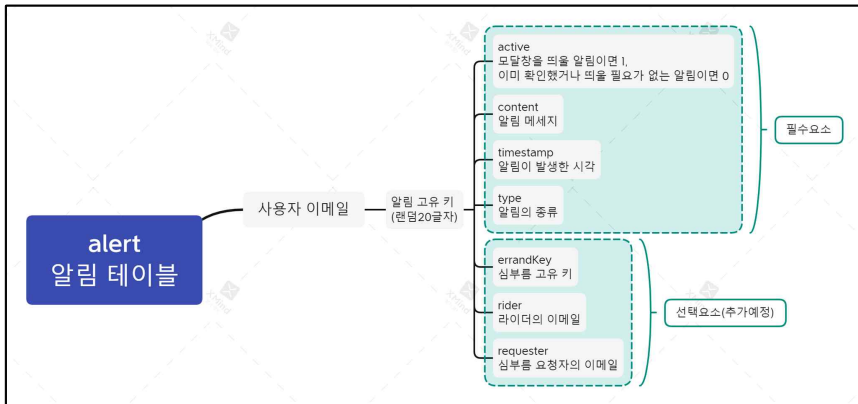 alert
알림 테이블
사용자 이메일
알림 고유 키
(랜덤20글자)
active
모달창을 띄울 알림이면 1,
이미 확인했거나 띄울 필요가 없는 알림이면 0
content
알림 메세지
timestamp
알림이 발생한 시각
type
알림의 종류
필수요소
errandKey
심부름 고유 키
rider
라이더의 이메일
requester
심부름 요청자의 이메일
선택요소(추가예정)